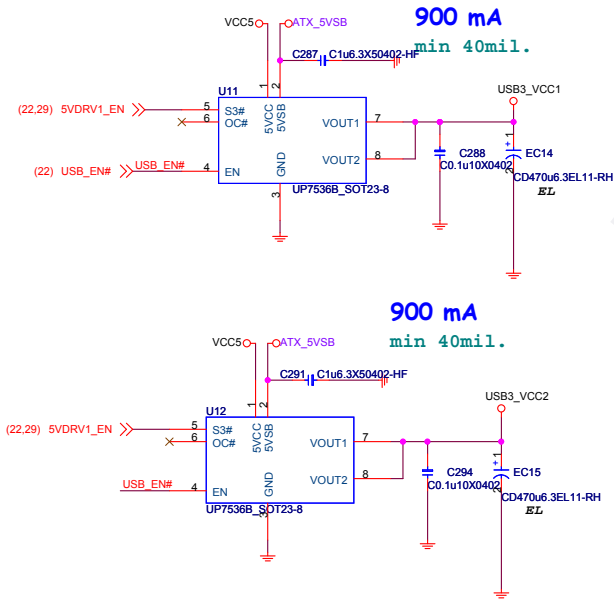 900 mA
min 40mil.
VCC5
ATX_5VSB
C287
C1u6.3X50402-HF
U11
1
2
5VCC
5VSB
(22,29) 5VDRV1_EN
5
S3#
6
OC#
VOUT1
7
(22) USB_EN#
USB_EN#
4
EN
GND
VOUT2
8
3
UP7536B_SOT23-8
USB3_VCC1
C288
C0.1u10X0402
1
+
EC14
2
CD470u6.3EL11-RH
EL
900 mA
min 40mil.
VCC5
ATX_5VSB
C291
C1u6.3X50402-HF
U12
1
2
5VCC
5VSB
(22,29) 5VDRV1_EN
5
S3#
6
OC#
VOUT1
7
USB_EN#
4
EN
GND
VOUT2
8
3
UP7536B_SOT23-8
USB3_VCC2
C294
C0.1u10X0402
1
+
EC15
2
CD470u6.3EL11-RH
EL